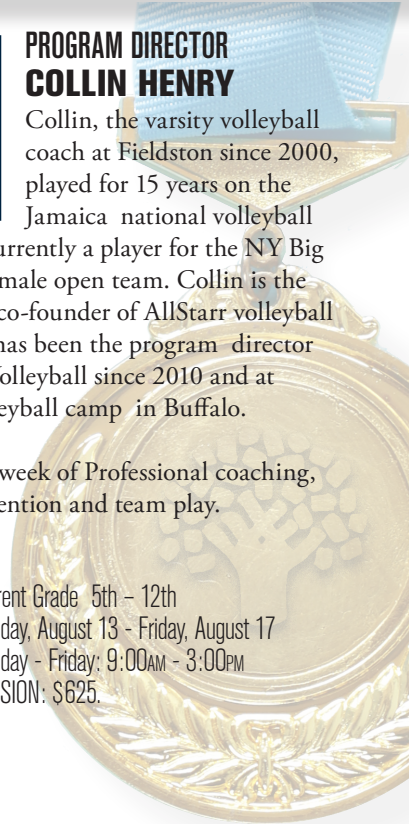 PROGRAM DIRECTOR
COLLIN HENRY
Collin, the varsity volleyball
coach at Fieldston since 2000,
played for 15 years on the
Jamaica national volleyball
urrently a player for the NY Big
male open team. Collin is the
co-founder of AllStarr volleyball
has been the program director
olleyball since 2010 and at
eyball camp in Buffalo.
week of Professional coaching,
ention and team play.
rent Grade 5th – 12th
day, August 13 - Friday, August 17
day - Friday: 9:00AM - 3:00PM
SION: $625.